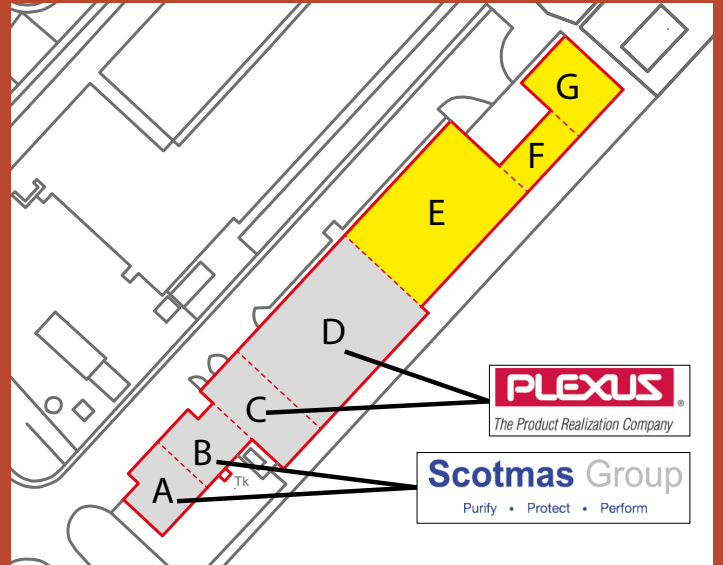 G
F
E
D
PLEXUS®
The Product Realization Company
C
B
Scotmas Group
Purify • Protect • Perform
Tk
A